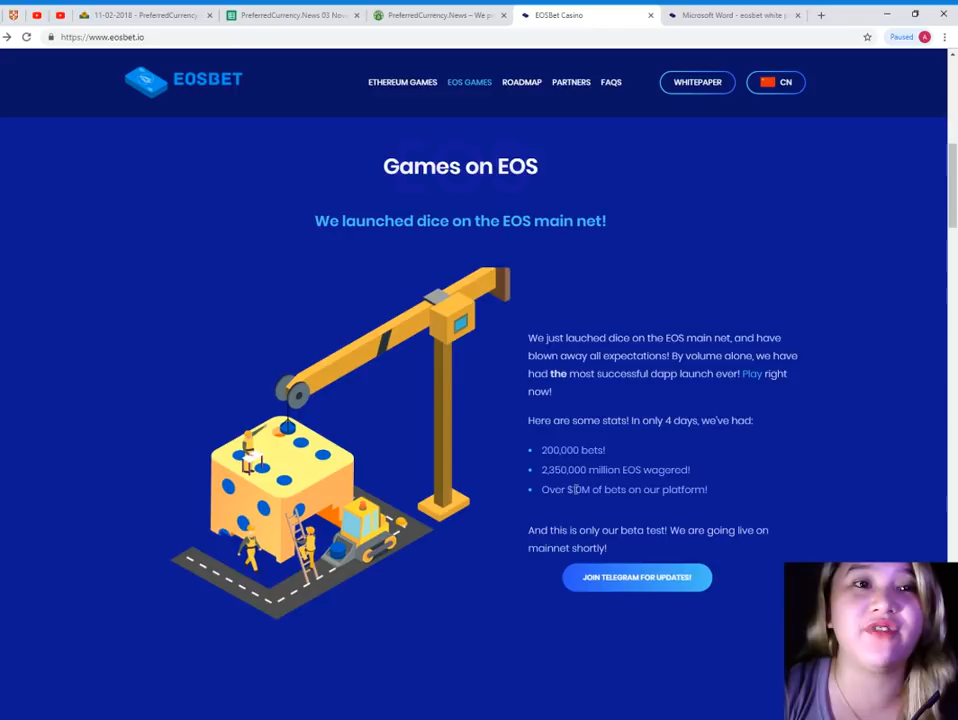 11-02-2018 - PreferredCurrency
PreferredCurrency.News 03 Nov
PreferredCurrency.News – We p
EOSBet Casino
Microsoft Word - eosbet white p
https://www.eosbet.io
Paused
A
EOSBET
ETHEREUM GAMES
EOS GAMES
ROADMAP
PARTNERS
FAQS
WHITEPAPER
CN
Games on EOS
We launched dice on the EOS main net!
We just lauched dice on the EOS main net, and have
blown away all expectations! By volume alone, we have
had the most successful dapp launch ever! Play right
now!
Here are some stats! In only 4 days, we've had:
• 200,000 bets!
• 2,350,000 million EOS wagered!
• Over of bets on our platform!
And this is only our beta test! We are going live on
mainnet shortly!
JOIN TELEGRAM FOR UPDATES!